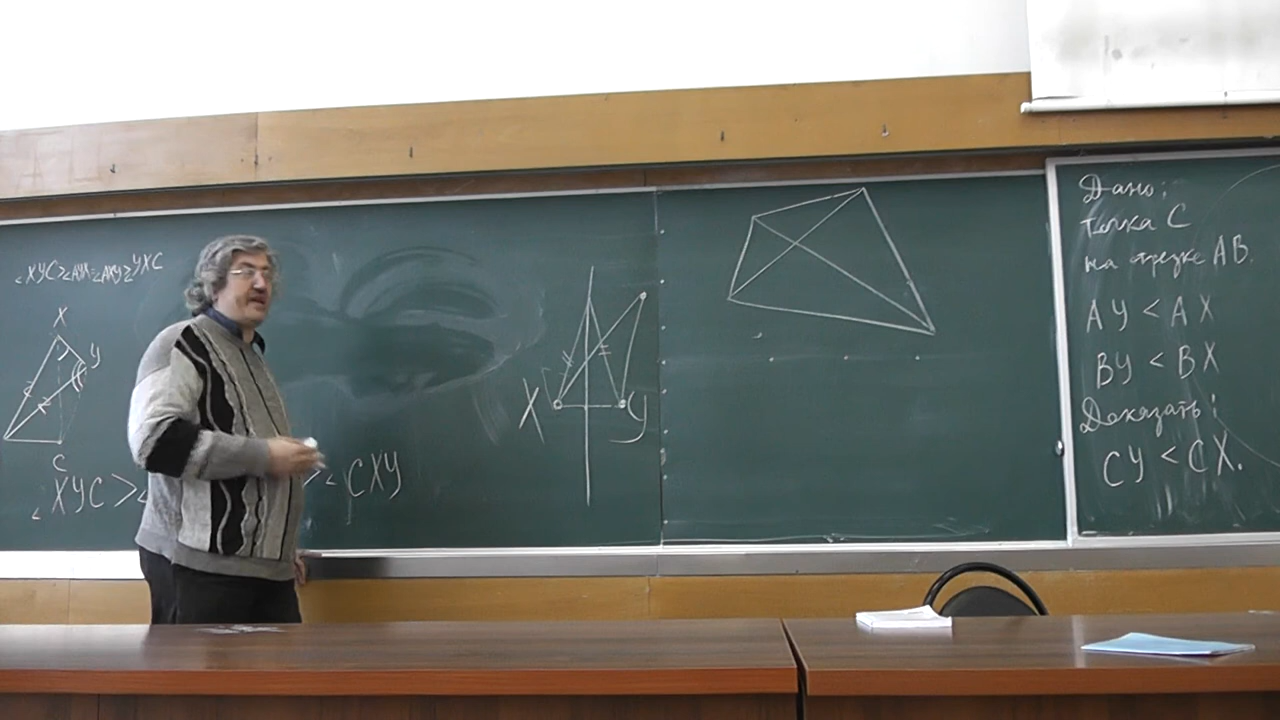 ∠XYC>∠AYX=∠AXY≥YXC
X
Y
C
∠XYC>∠
>∠CXY
X
Y
Дано:
точка C
на отрезке AB.
AY < AX
BY < BX
Доказать:
CY < CX.